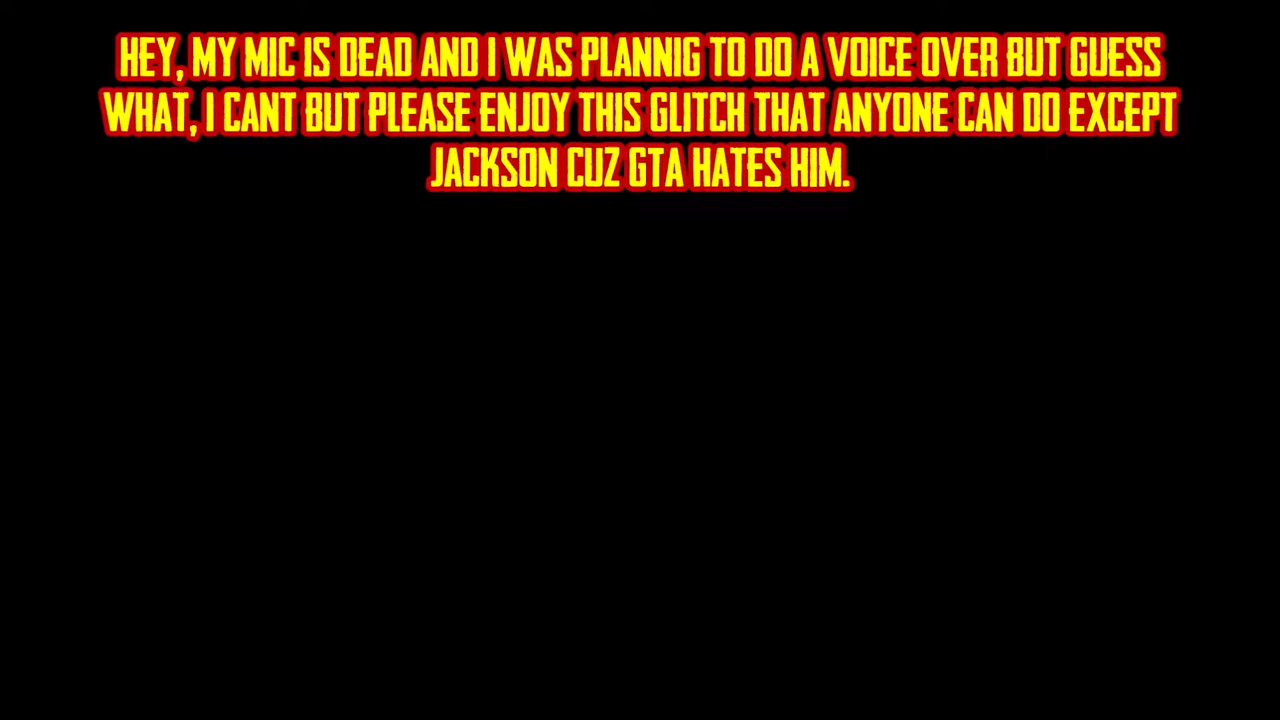 HEY, MY MIC IS DEAD AND I WAS PLANNIG TO DO A VOICE OVER BUT GUESS
WHAT, I CANT BUT PLEASE ENJOY THIS GLITCH THAT ANYONE CAN DO EXCEPT
JACKSON CUZ GTA HATES HIM.